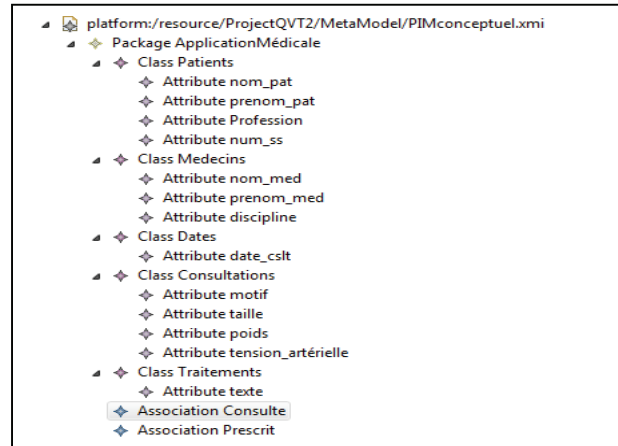 platform:/resource/ProjectQVT2/MetaModel/PIMconceptuel.xmi
Package ApplicationMédicale
Class Patients
Attribute nom_pat
Attribute prenom_pat
Attribute Profession
Attribute num_ss
Class Medecins
Attribute nom_med
Attribute prenom_med
Attribute discipline
Class Dates
Attribute date_cslt
Class Consultations
Attribute motif
Attribute taille
Attribute poids
Attribute tension_artérielle
Class Traitements
Attribute texte
Association Consulte
Association Prescrit